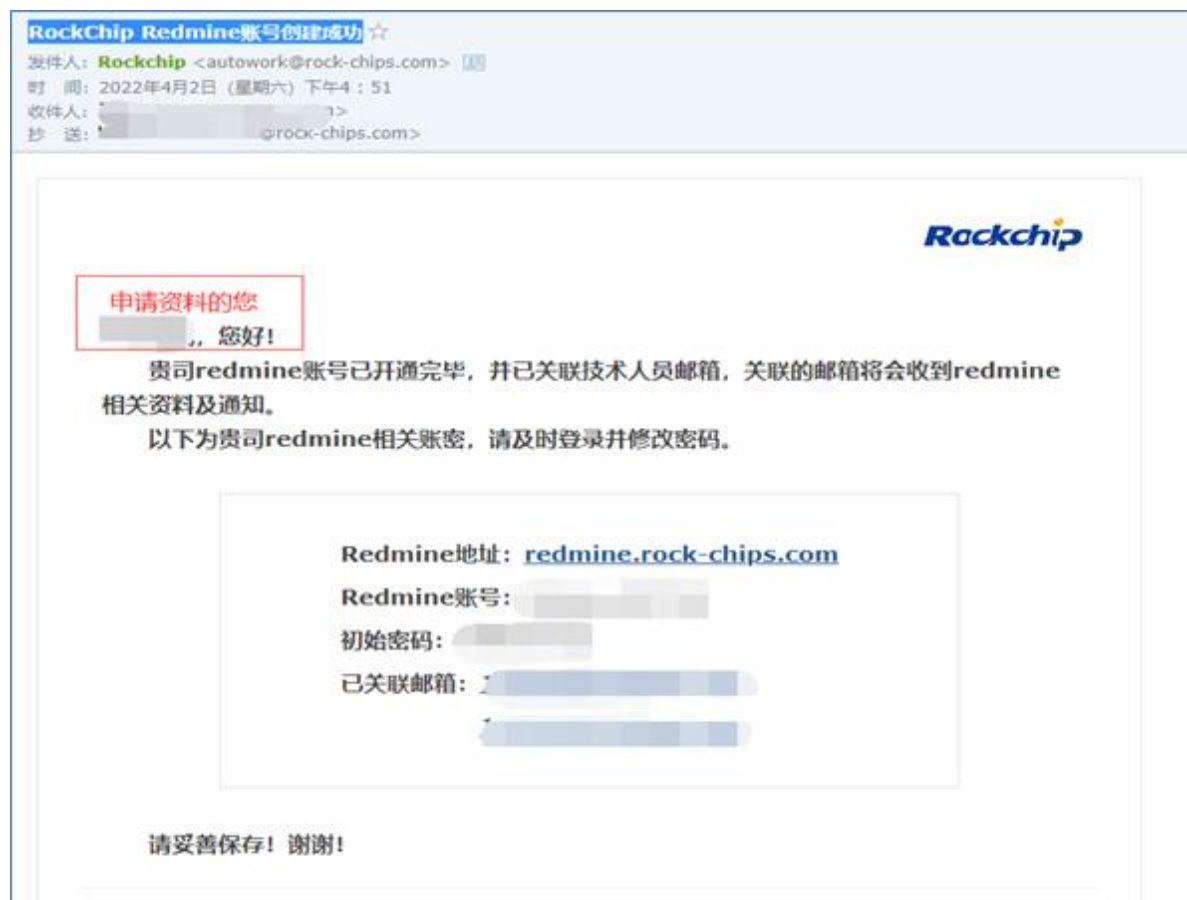 RockChip Redmine账号创建成功
发件人：Rockchip <autowork@rock-chips.com>
时 间：2022年4月2日（星期六）下午4：51
收件人：
抄 送： @rock-chips.com>
Rockchip
申请资料的您
，您好！
贵司redmine账号已开通完毕，并已关联技术人员邮箱，关联的邮箱将会收到redmine
相关资料及通知。
以下为贵司redmine相关账密，请及时登录并修改密码。
Redmine地址：redmine.rock-chips.com
Redmine账号：
初始密码：
已关联邮箱：
请妥善保存！谢谢！